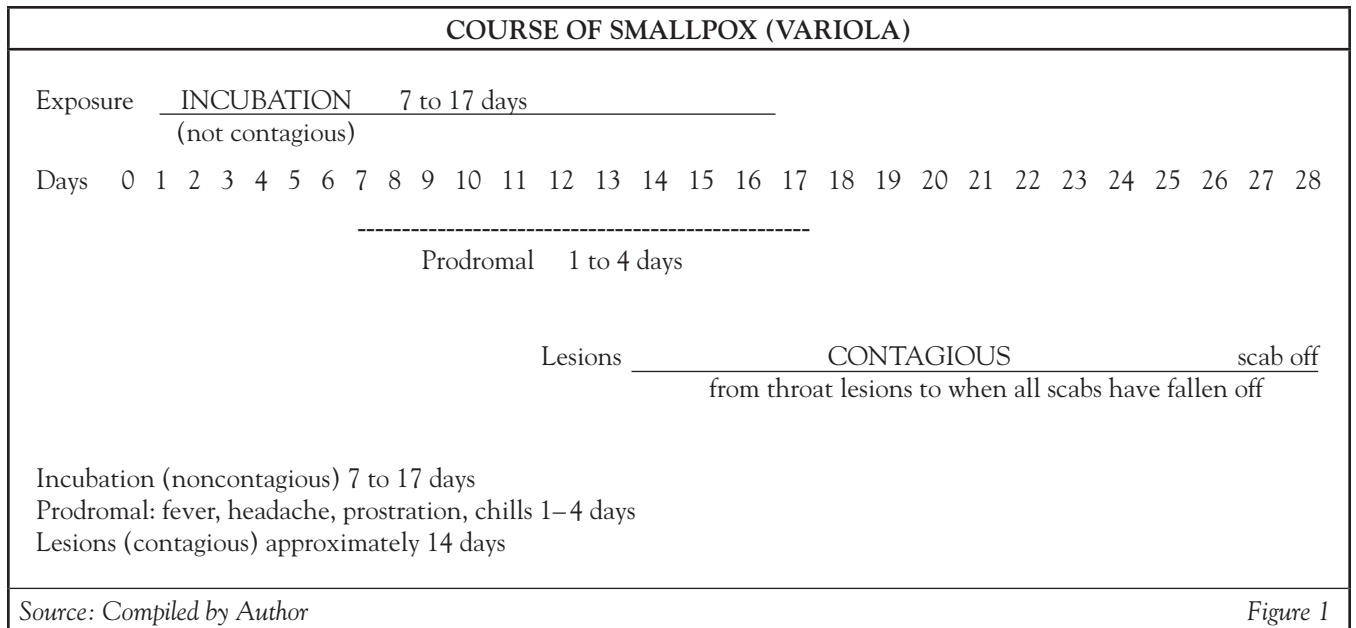 COURSE OF SMALLPOX (VARIOLA)
Exposure INCUBATION 7 to 17 days
(not contagious)
Days 0 1 2 3 4 5 6 7 8 9 10 11 12 13 14 15 16 17 18 19 20 21 22 23 24 25 26 27 28
Prodromal 1 to 4 days
Lesions CONTAGIOUS scab off
from throat lesions to when all scabs have fallen off
Incubation (noncontagious) 7 to 17 days
Prodromal: fever, headache, prostration, chills 1–4 days
Lesions (contagious) approximately 14 days
Source: Compiled by Author Figure 1